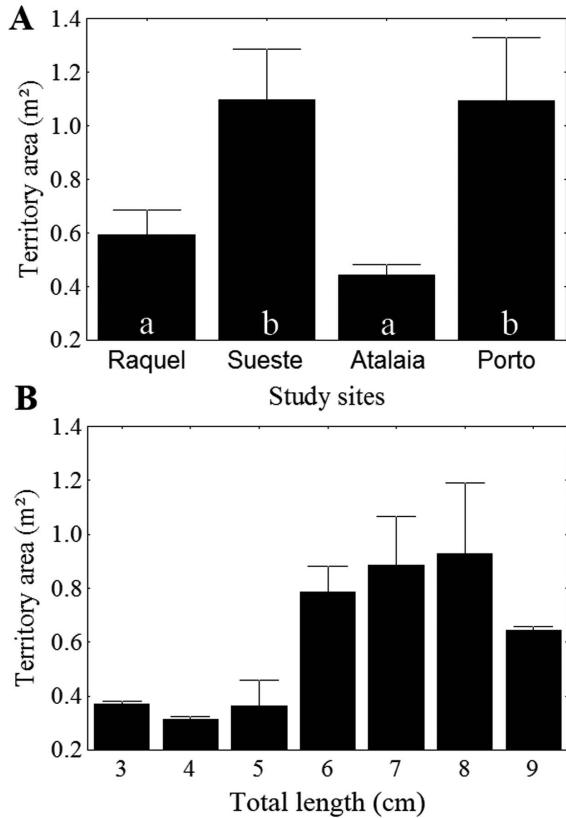 A
1.4
1.2
1.0
0.8
0.6
0.4
0.2
Territory area (m²)
a b a b
Raquel Sueste Atalaia Porto
Study sites
B
1.4
1.2
1.0
0.8
0.6
0.4
0.2
Territory area (m²)
3 4 5 6 7 8 9
Total length (cm)